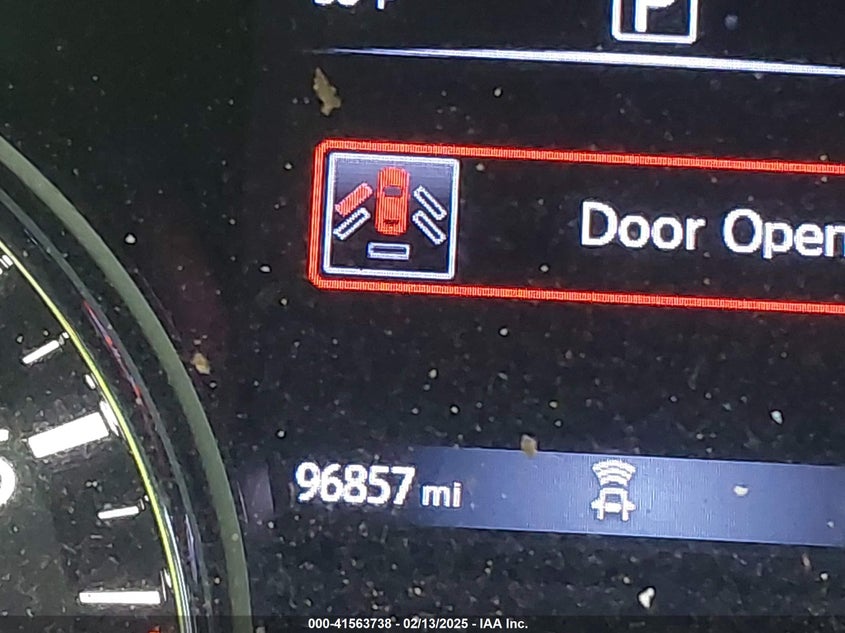 P
Door Open
96857 mi
000-41563738 - 02/13/2025 - IAA Inc.